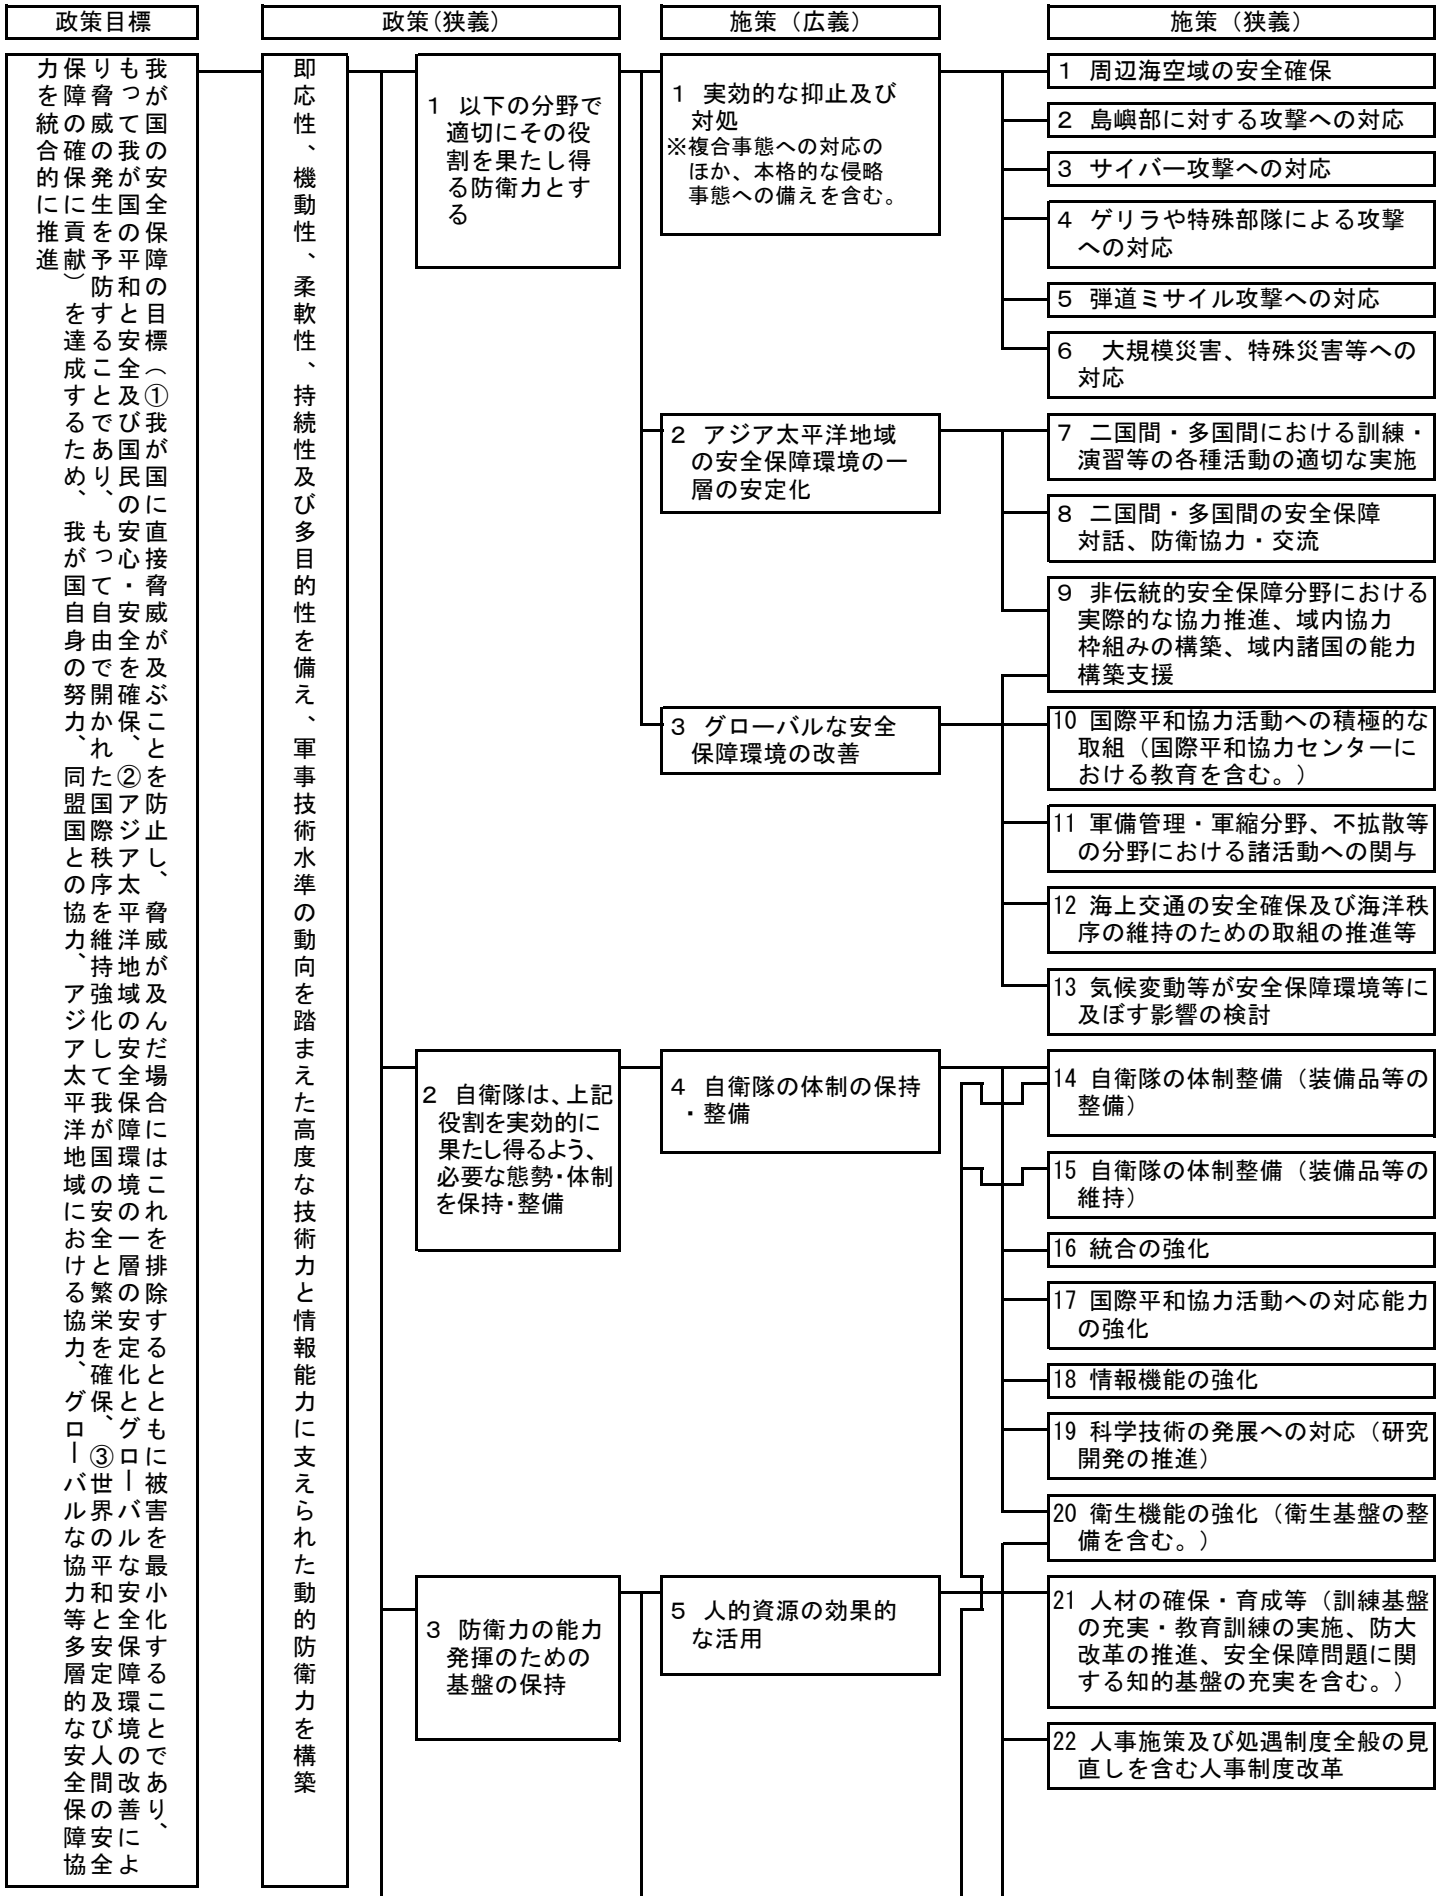 政策目標
政策(狭義)
施策（広義）
施策（狭義）
我が国の安全保障の目標（①我が国に直接脅威が及ぶことを防止し、脅威が及んだ場合にはこれを排除するとともに被害を最小化することであり、
もって我が国の平和と安全及び国民の安心・安全を確保、②アジア太平洋地域の安全保障環境の一層の安定化とグローバルな安全保障環境の改善によ
り脅威の発生を予防することであり、もって自由で開かれた国際秩序を維持強化して我が国の安全と繁栄を確保、③世界の平和と安定及び人間の安全
保障の確保に貢献）を達成するため、我が国自身の努力、同盟国との協力、アジア太平洋地域における協力、グローバルな協力等多層的な安全保障協
力を統合的に推進
即応性、機動性、柔軟性、持続性及び多目的性を備え、軍事技術水準の動向を踏まえた高度な技術力と情報能力に支えられた動的防衛力を構築
１ 以下の分野で
適切にその役
割を果たし得
る防衛力とす
る
１ 実効的な抑止及び
対処
※複合事態への対応の
ほか、本格的な侵略
事態への備えを含む。
１ 周辺海空域の安全確保
２ 島嶼部に対する攻撃への対応
３ サイバー攻撃への対応
４ ゲリラや特殊部隊による攻撃
への対応
５ 弾道ミサイル攻撃への対応
６ 大規模災害、特殊災害等への
対応
２ アジア太平洋地域
の安全保障環境の一
層の安定化
７ 二国間・多国間における訓練・
演習等の各種活動の適切な実施
８ 二国間・多国間の安全保障
対話、防衛協力・交流
９ 非伝統的安全保障分野における
実際的な協力推進、域内協力
枠組みの構築、域内諸国の能力
構築支援
３ グローバルな安全
保障環境の改善
10 国際平和協力活動への積極的な
取組（国際平和協力センターに
おける教育を含む。）
11 軍備管理・軍縮分野、不拡散等
の分野における諸活動への関与
12 海上交通の安全確保及び海洋秩
序の維持のための取組の推進等
13 気候変動等が安全保障環境等に
及ぼす影響の検討
２ 自衛隊は、上記
役割を実効的に
果たし得るよう、
必要な態勢・体制
を保持・整備
４ 自衛隊の体制の保持
・整備
14 自衛隊の体制整備（装備品等の
整備）
15 自衛隊の体制整備（装備品等の
維持）
16 統合の強化
17 国際平和協力活動への対応能力
の強化
18 情報機能の強化
19 科学技術の発展への対応（研究
開発の推進）
20 衛生機能の強化（衛生基盤の整
備を含む。）
３ 防衛力の能力
発揮のための
基盤の保持
５ 人的資源の効果的
な活用
21 人材の確保・育成等（訓練基盤
の充実・教育訓練の実施、防大
改革の推進、安全保障問題に関
する知的基盤の充実を含む。）
22 人事施策及び処遇制度全般の見
直しを含む人事制度改革